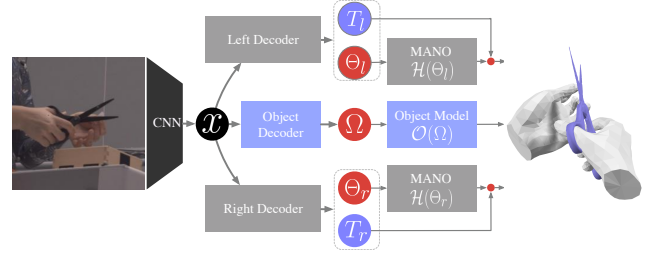 T_l
Left Decoder
Θ_l
MANO
H(Θ_l)
CNN
x
Object
Decoder
Ω
Object Model
O(Ω)
Right Decoder
Θ_r
MANO
H(Θ_r)
T_r